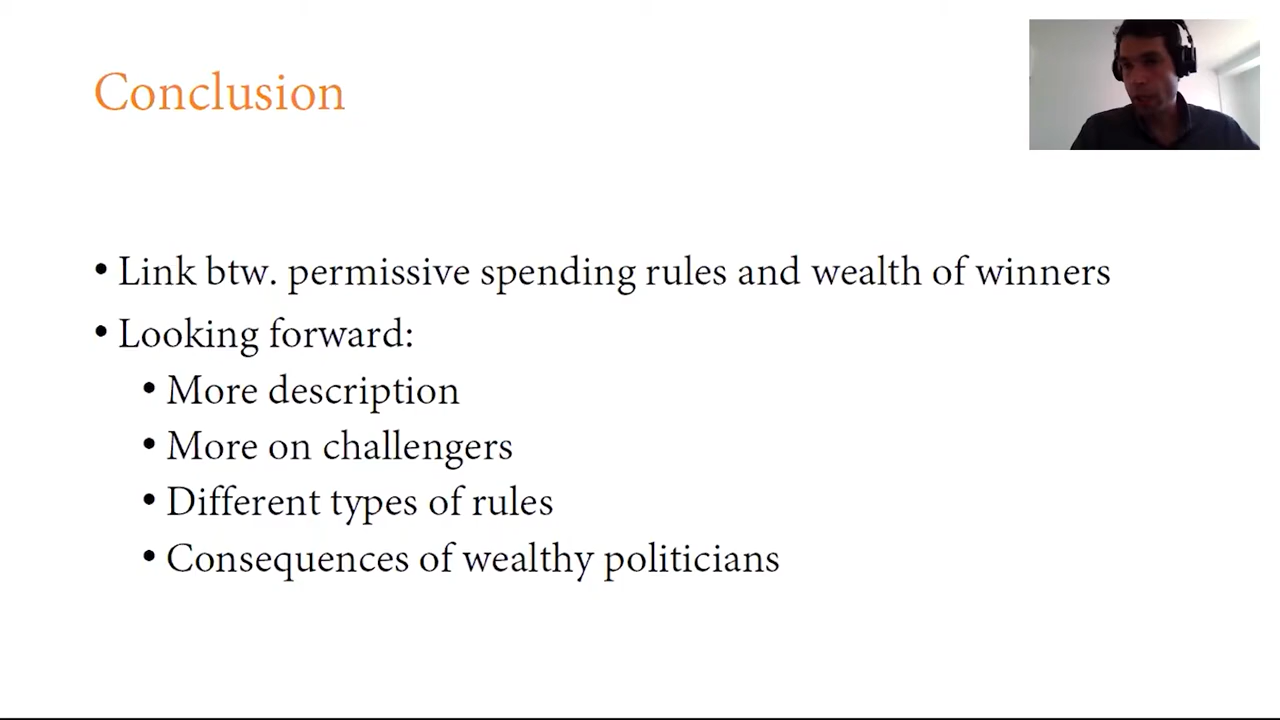 Conclusion
• Link btw. permissive spending rules and wealth of winners
• Looking forward:
• More description
• More on challengers
• Different types of rules
• Consequences of wealthy politicians